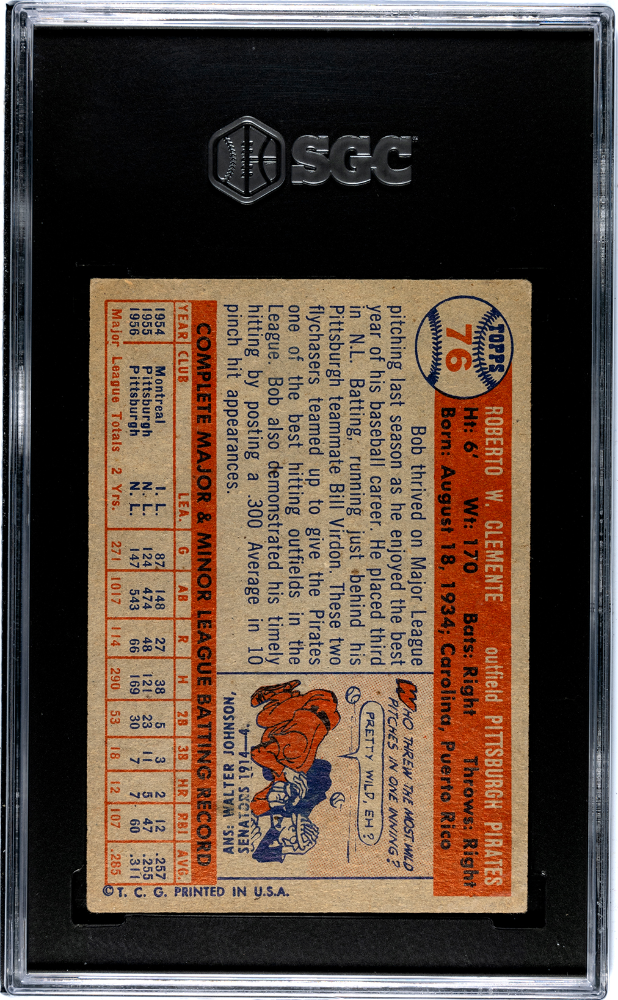 SGC
TOPPS
76
ROBERTO W. CLEMENTE outfield PITTSBURGH PIRATES
Ht: 6' Wt: 170 Bats: Right Throws: Right
Born: August 18, 1934; Carolina, Puerto Rico
Bob thrived on Major League
pitching last season as he enjoyed the best
year of his baseball career. He placed third
in N.L. Batting, running just behind his
Pittsburgh teammate Bill Virdon. These two
flychasers teamed up to give the Pirates
one of the best hitting outfields in the
League. Bob also demonstrated his timely
hitting by posting a .300 Average in 10
pinch hit appearances.
WHO THREW THE MOST WILD
PITCHES IN ONE INNING?
PRETTY WILD, EH?
ANS: WALTER JOHNSON,
SENATORS 1914—4.
COMPLETE MAJOR & MINOR LEAGUE BATTING RECORD
YEAR CLUB LEA. G AB R H 2B 3B HR RBI AVG.
1954 Montreal I. L. 87 148 27 38 5 3 2 12 .257
1955 Pittsburgh N. L. 124 474 48 121 23 11 5 47 .255
1956 Pittsburgh N. L. 147 543 66 169 30 7 7 60 .311
Major League Totals 2 Yrs. 271 1017 114 290 53 18 12 107 .285
© T. C. G. PRINTED IN U.S.A.